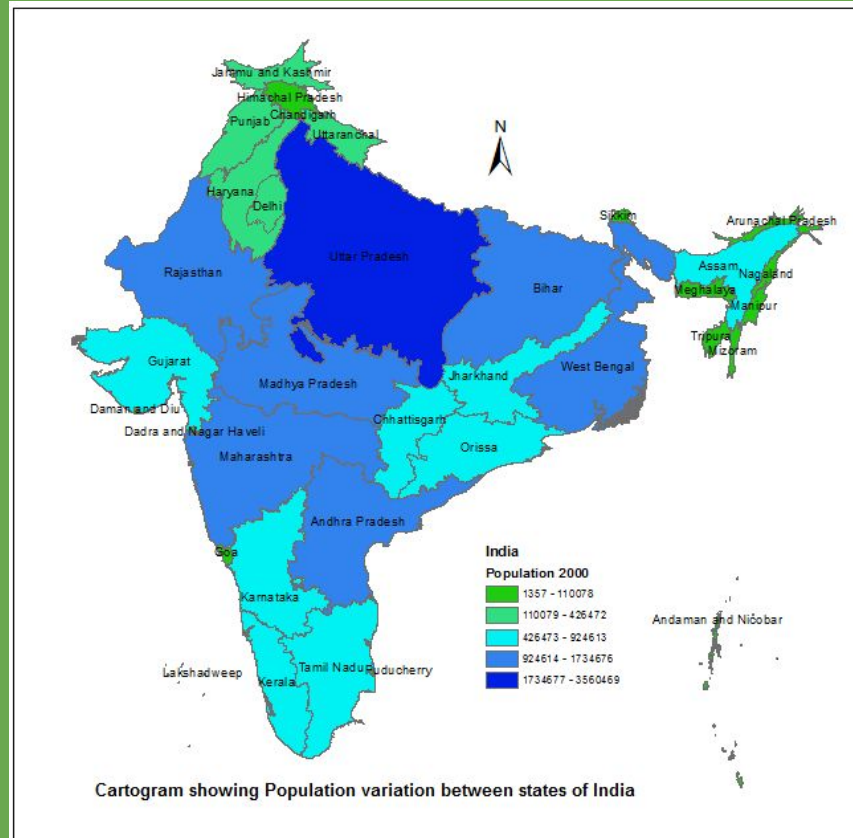 Jammu and Kashmir
Himachal Pradesh
Chandigarh
Punjab
Uttaranchal
N
Haryana
Delhi
Sikkim
Arunachal Pradesh
Uttar Pradesh
Assam
Nagaland
Rajasthan
Bihar
Meghalaya
Manipur
Tripura
Mizoram
Gujarat
Jharkhand
West Bengal
Madhya Pradesh
Daman and Diu
Chhattisgarh
Dadra and Nagar Haveli
Orissa
Maharashtra
Andhra Pradesh
Goa
India
Population 2000
1357 - 110078
110079 - 426472
426473 - 924613
924614 - 1734676
1734677 - 3560469
Karnataka
Andaman and Nicobar
Lakshadweep
Kerala
Tamil Nadu
Puducherry
Cartogram showing Population variation between states of India